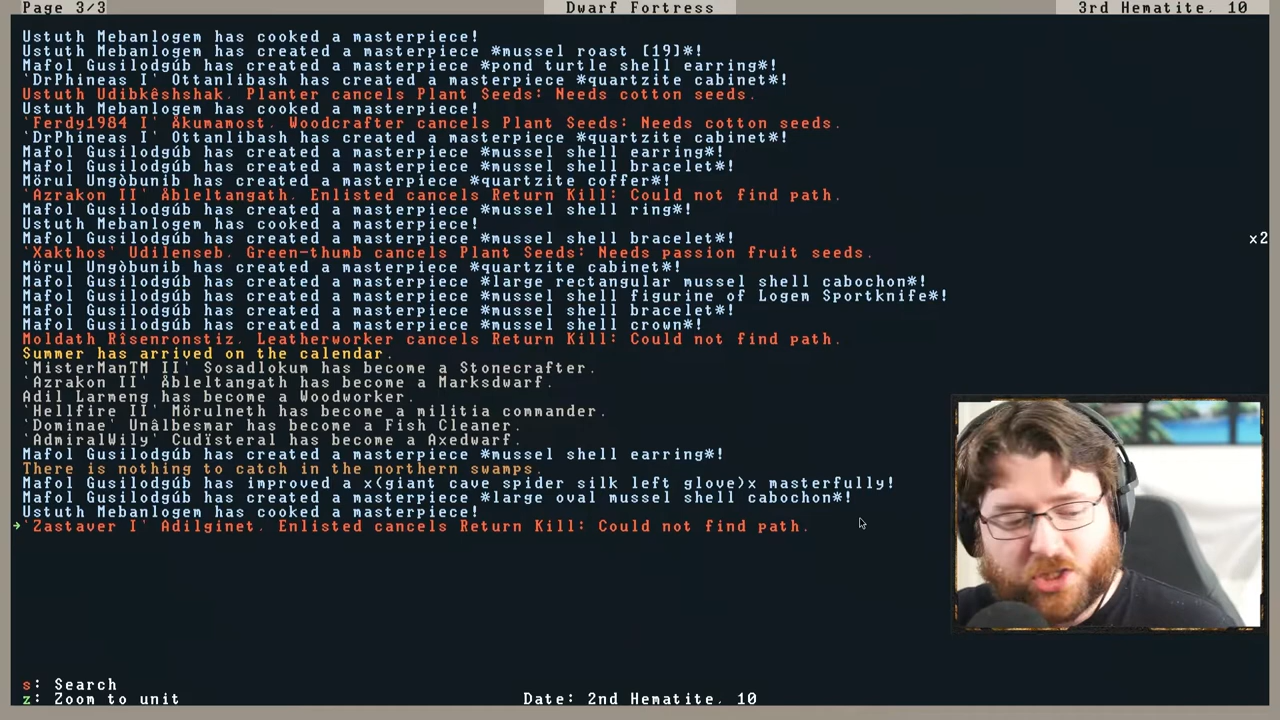 Page 3/3
Dwarf Fortress
3rd Hematite, 10
Ustuth Mebanlogem has cooked a masterpiece!
Ustuth Mebanlogem has created a masterpiece *mussel roast [19]*!
Mafol Gusilodgúb has created a masterpiece *pond turtle shell earring*!
`DrPhineas I' Ottanlibash has created a masterpiece *quartzite cabinet*!
Ustuth Udibkêshshak, Planter cancels Plant Seeds: Needs cotton seeds.
Ustuth Mebanlogem has cooked a masterpiece!
`Ferdy1984 I' Åkumamost, Woodcrafter cancels Plant Seeds: Needs cotton seeds.
`DrPhineas I' Ottanlibash has created a masterpiece *quartzite cabinet*!
Mafol Gusilodgúb has created a masterpiece *mussel shell earring*!
Mafol Gusilodgúb has created a masterpiece *mussel shell bracelet*!
Mörul Ungòbunib has created a masterpiece *quartzite coffer*!
`Azrakon II' Åbleltangath, Enlisted cancels Return Kill: Could not find path.
Mafol Gusilodgúb has created a masterpiece *mussel shell ring*!
Ustuth Mebanlogem has cooked a masterpiece!
Mafol Gusilodgúb has created a masterpiece *mussel shell bracelet*!
x2
`Xakthos' Udilenseb, Green-thumb cancels Plant Seeds: Needs passion fruit seeds.
Mörul Ungòbunib has created a masterpiece *quartzite cabinet*!
Mafol Gusilodgúb has created a masterpiece *large rectangular mussel shell cabochon*!
Mafol Gusilodgúb has created a masterpiece *mussel shell figurine of Logem Sportknife*!
Mafol Gusilodgúb has created a masterpiece *mussel shell bracelet*!
Mafol Gusilodgúb has created a masterpiece *mussel shell crown*!
Moldath Rîsenronstiz, Leatherworker cancels Return Kill: Could not find path.
Summer has arrived on the calendar.
`MisterManTM II' Sosadlokum has become a Stonecrafter.
`Azrakon II' Åbleltangath has become a Marksdwarf.
Adil Larmeng has become a Woodworker.
`Hellfire II' Mörulneth has become a militia commander.
`Dominae' Unâlbesmar has become a Fish Cleaner.
`AdmiralWily' Cudïsteral has become a Axedwarf.
Mafol Gusilodgúb has created a masterpiece *mussel shell earring*!
There is nothing to catch in the northern swamps.
Mafol Gusilodgúb has improved a x(giant cave spider silk left glove)x masterfully!
Mafol Gusilodgúb has created a masterpiece *large oval mussel shell cabochon*!
Ustuth Mebanlogem has cooked a masterpiece!
→`Zastaver I' Adilginet, Enlisted cancels Return Kill: Could not find path.
s: Search
z: Zoom to unit
Date: 2nd Hematite, 10